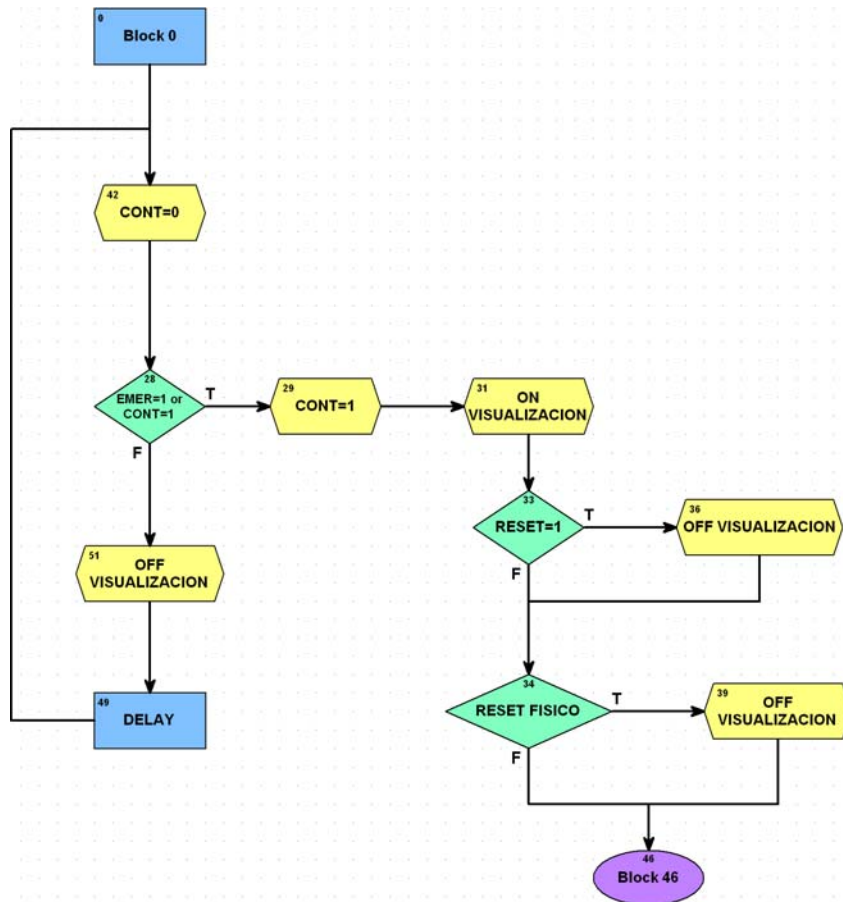 0
Block 0
42
CONT=0
28
EMER=1 or
CONT=1
T
F
29
CONT=1
31
ON
VISUALIZACION
33
RESET=1
T
F
36
OFF VISUALIZACION
51
OFF
VISUALIZACION
34
RESET FISICO
T
F
39
OFF
VISUALIZACION
49
DELAY
46
Block 46